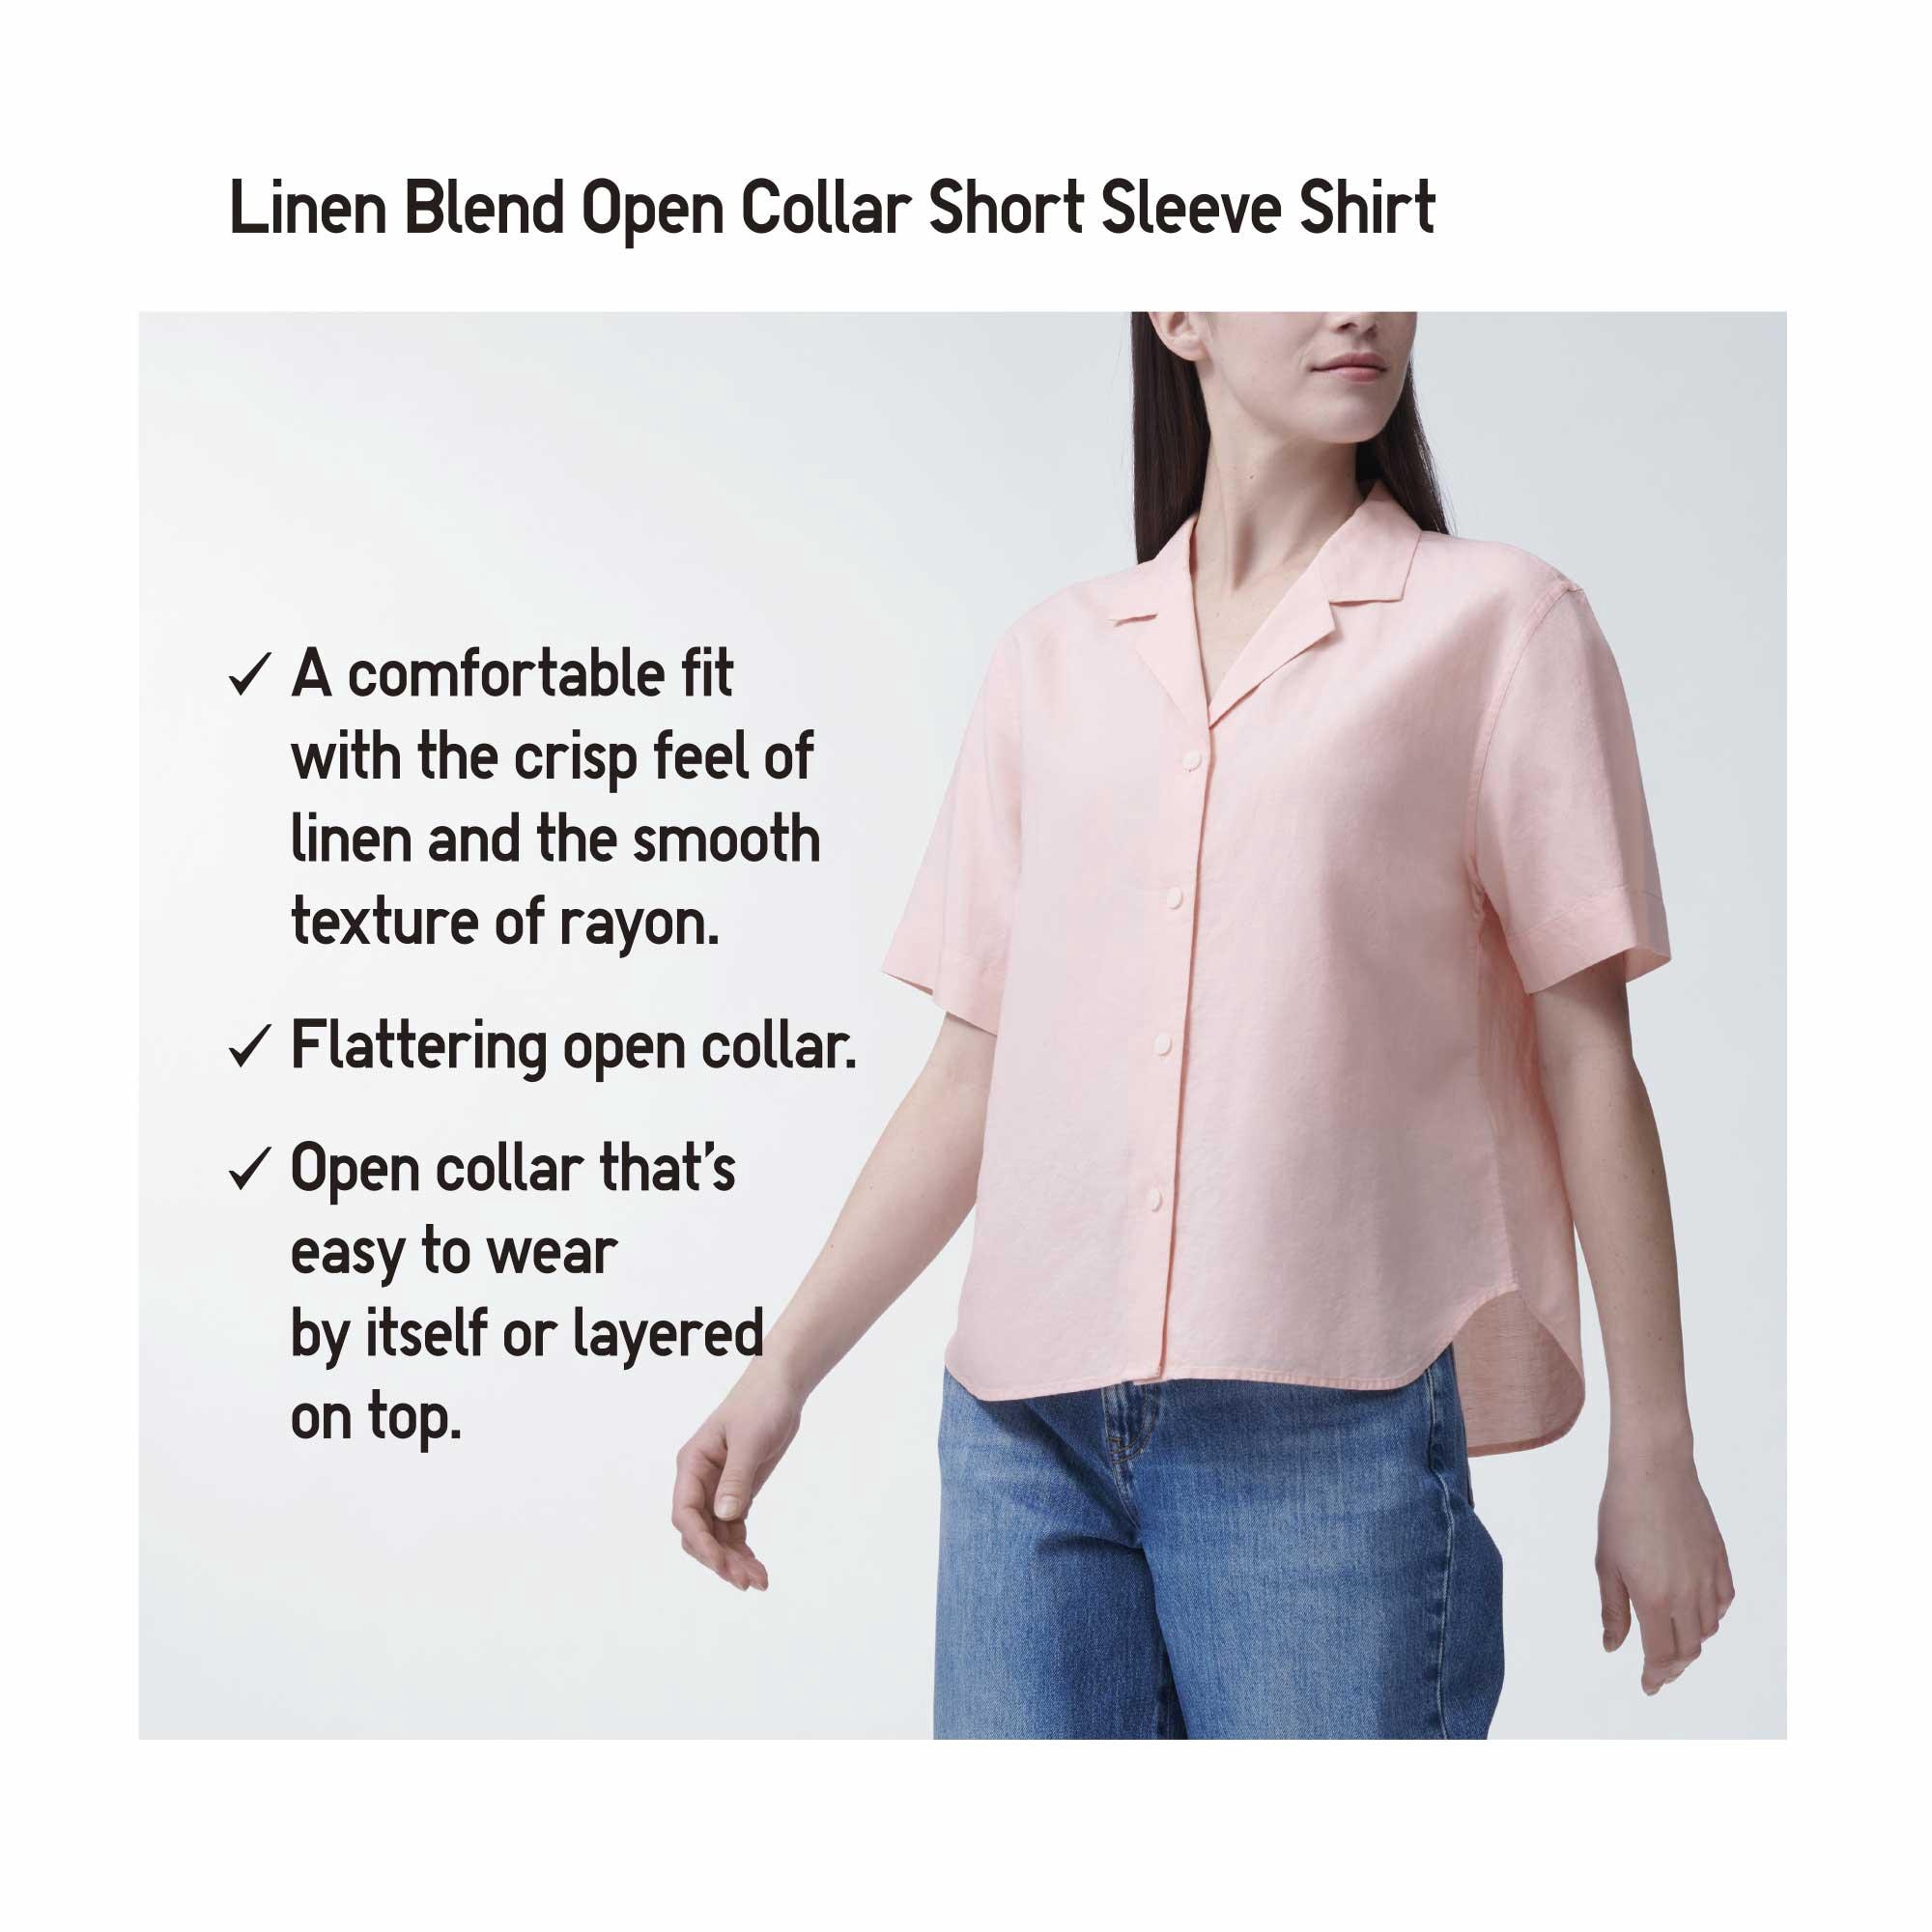 Linen Blend Open Collar Short Sleeve Shirt
✓ A comfortable fit
with the crisp feel of
linen and the smooth
texture of rayon.
✓ Flattering open collar.
✓ Open collar that’s
easy to wear
by itself or layered
on top.